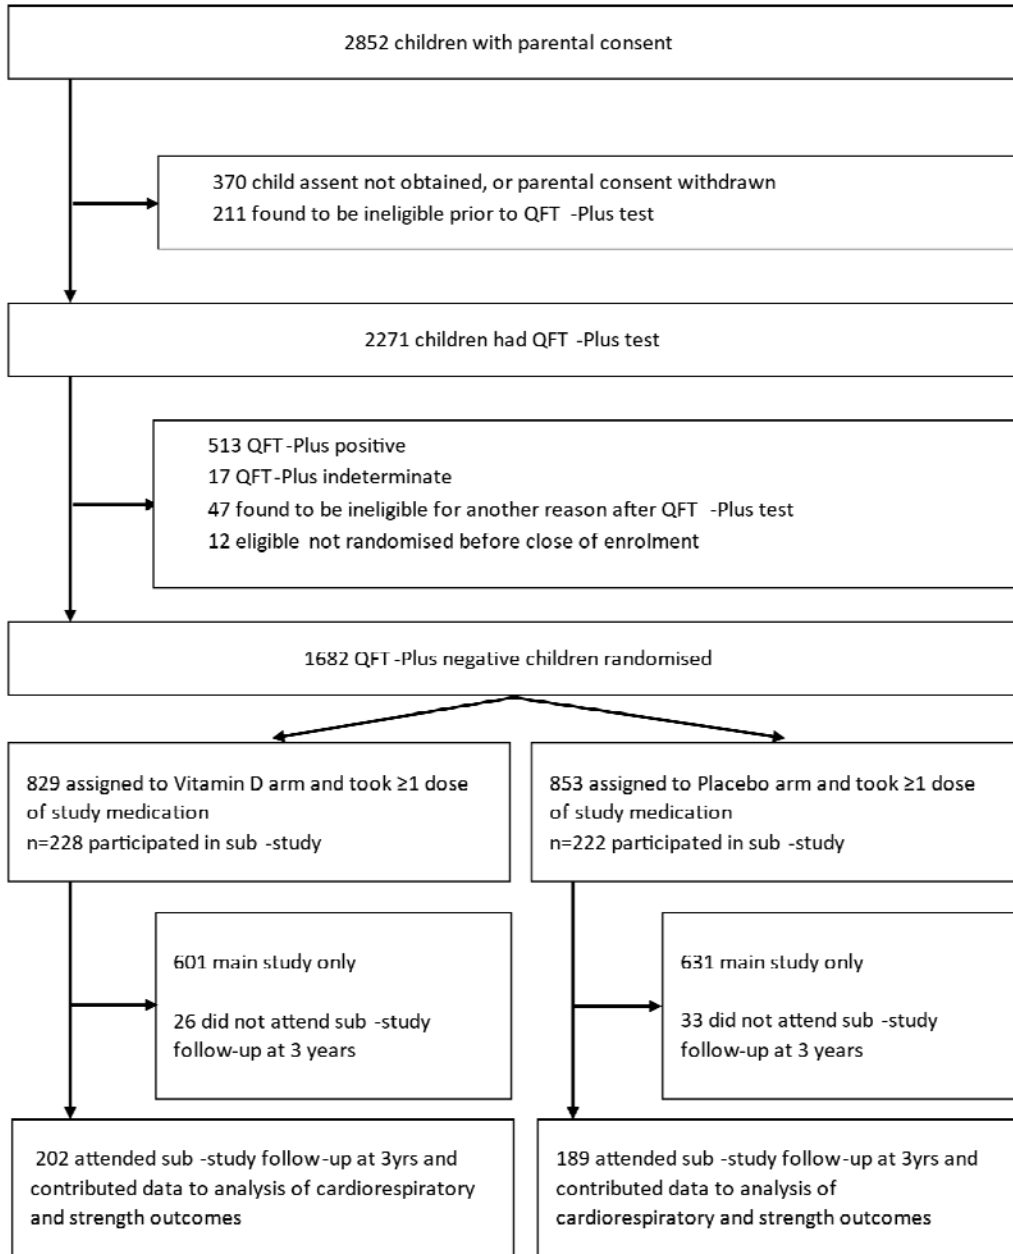 2852 children with parental consent
370 child assent not obtained, or parental consent withdrawn
211 found to be ineligible prior to QFT -Plus test
2271 children had QFT -Plus test
513 QFT-Plus positive
17 QFT-Plus indeterminate
47 found to be ineligible for another reason after QFT -Plus test
12 eligible not randomised before close of enrolment
1682 QFT-Plus negative children randomised
829 assigned to Vitamin D arm and took ≥1 dose
of study medication
n=228 participated in sub -study
853 assigned to Placebo arm and took ≥1 dose
of study medication
n=222 participated in sub -study
601 main study only
26 did not attend sub -study
follow-up at 3 years
631 main study only
33 did not attend sub -study
follow-up at 3 years
202 attended sub -study follow-up at 3yrs and
contributed data to analysis of cardiorespiratory
and strength outcomes
189 attended sub -study follow-up at 3yrs and
contributed data to analysis of
cardiorespiratory and strength outcomes